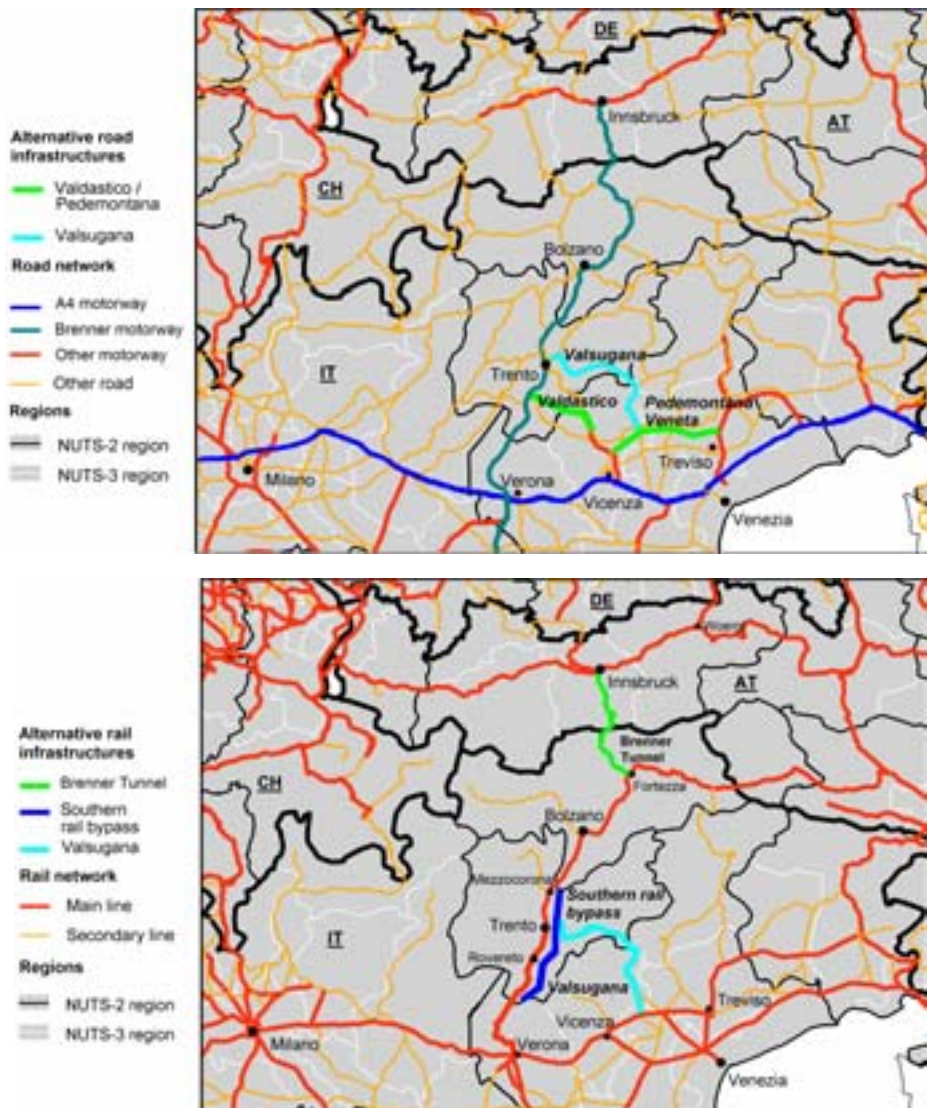 Alternative road
infrastructures
Valdastico /
Pedemontana
Valsugana
Road network
A4 motorway
Brenner motorway
Other motorway
Other road
Regions
NUTS-2 region
NUTS-3 region
DE
Innsbruck
AT
CH
Bolzano
Valsugana
Trento
IT
Valdastico
Pedemontana
Veneta
Treviso
Milano
Verona
Vicenza
Venezia
Alternative rail
infrastructures
Brenner Tunnel
Southern
rail bypass
Valsugana
Rail network
Main line
Secondary line
Regions
NUTS-2 region
NUTS-3 region
DE
Innsbruck
AT
Brenner
Tunnel
CH
Fortezza
Bolzano
Mezzocorona
Southern rail
bypass
Trento
IT
Rovereto
Valsugana
Treviso
Vicenza
Milano
Verona
Venezia